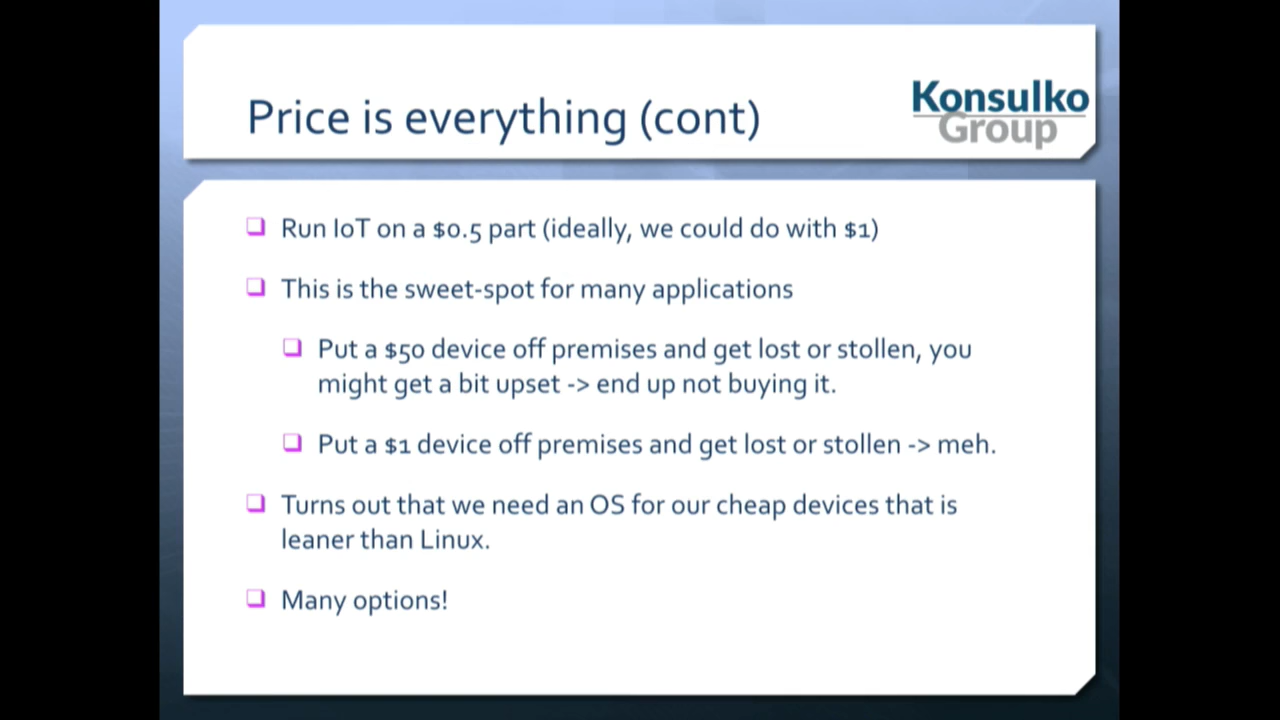 Price is everything (cont)
Konsulko
Group
Run IoT on a $0.5 part (ideally, we could do with $1)
This is the sweet-spot for many applications
Put a $50 device off premises and get lost or stollen, you
might get a bit upset -> end up not buying it.
Put a $1 device off premises and get lost or stollen -> meh.
Turns out that we need an OS for our cheap devices that is
leaner than Linux.
Many options!